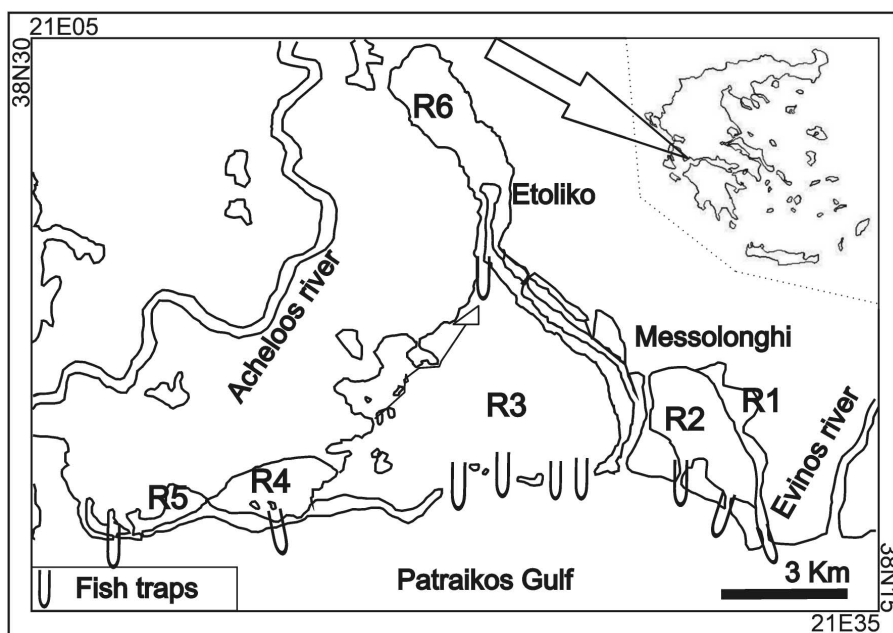 21E05
38N30
R6
Etoliko
Acheloos river
Messolonghi
R3
R2
R1
Evinos river
R5
R4
Fish traps
Patraikos Gulf
3 Km
38N15
21E35